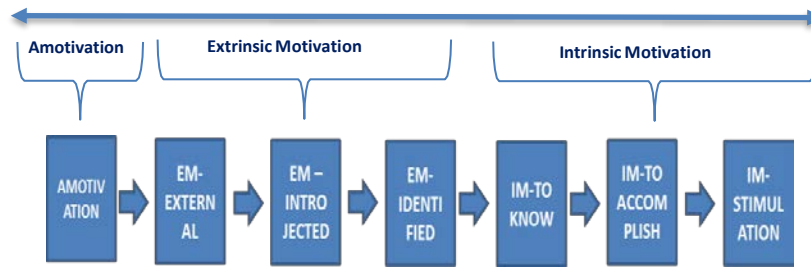 Amotivation
Extrinsic Motivation
Intrinsic Motivation
AMOTIV
ATION
EM-
EXTERN
AL
EM –
INTRO
JECTED
EM-
IDENTI
FIED
IM-TO
KNOW
IM-TO
ACCOM
PLISH
IM-
STIMUL
ATION